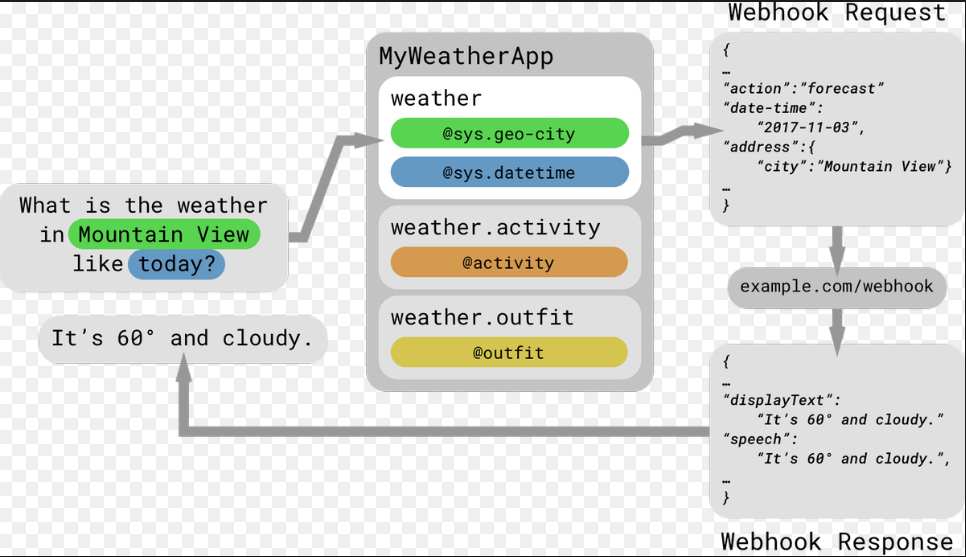 What is the weather
in Mountain View
like today?
It’s 60° and cloudy.
MyWeatherApp
weather
@sys.geo-city
@sys.datetime
weather.activity
@activity
weather.outfit
@outfit
Webhook Request
{
…
“action”:”forecast”
“date-time”:
“2017-11-03”,
“address”:{
“city”:“Mountain View”}
…
}
example.com/webhook
{
…
“displayText”:
“It’s 60° and cloudy.”
“speech”:
“It’s 60° and cloudy.”,
…
}
Webhook Response